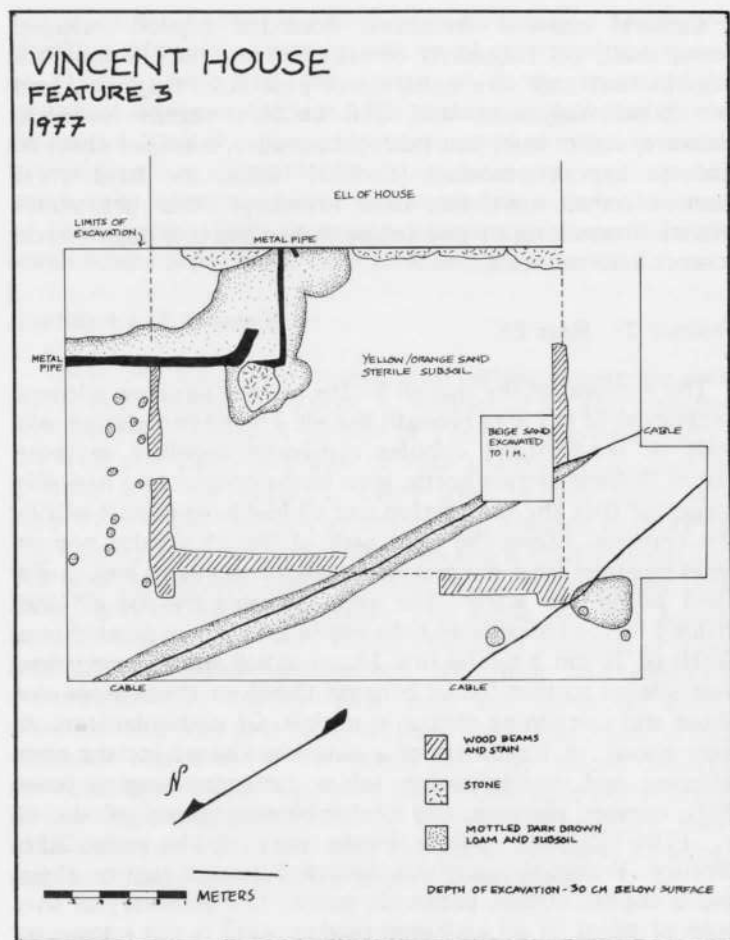 VINCENT HOUSE
FEATURE 3
1977
ELL OF HOUSE
LIMITS OF
EXCAVATION
METAL PIPE
METAL
PIPE
YELLOW/ORANGE SAND
STERILE SUBSOIL
BEIGE SAND
EXCAVATED
TO 1 M.
CABLE
CABLE
CABLE
N
WOOD BEAMS
AND STAIN
STONE
MOTTLED DARK BROWN
LOAM AND SUBSOIL
METERS
DEPTH OF EXCAVATION - 30 CM BELOW SURFACE